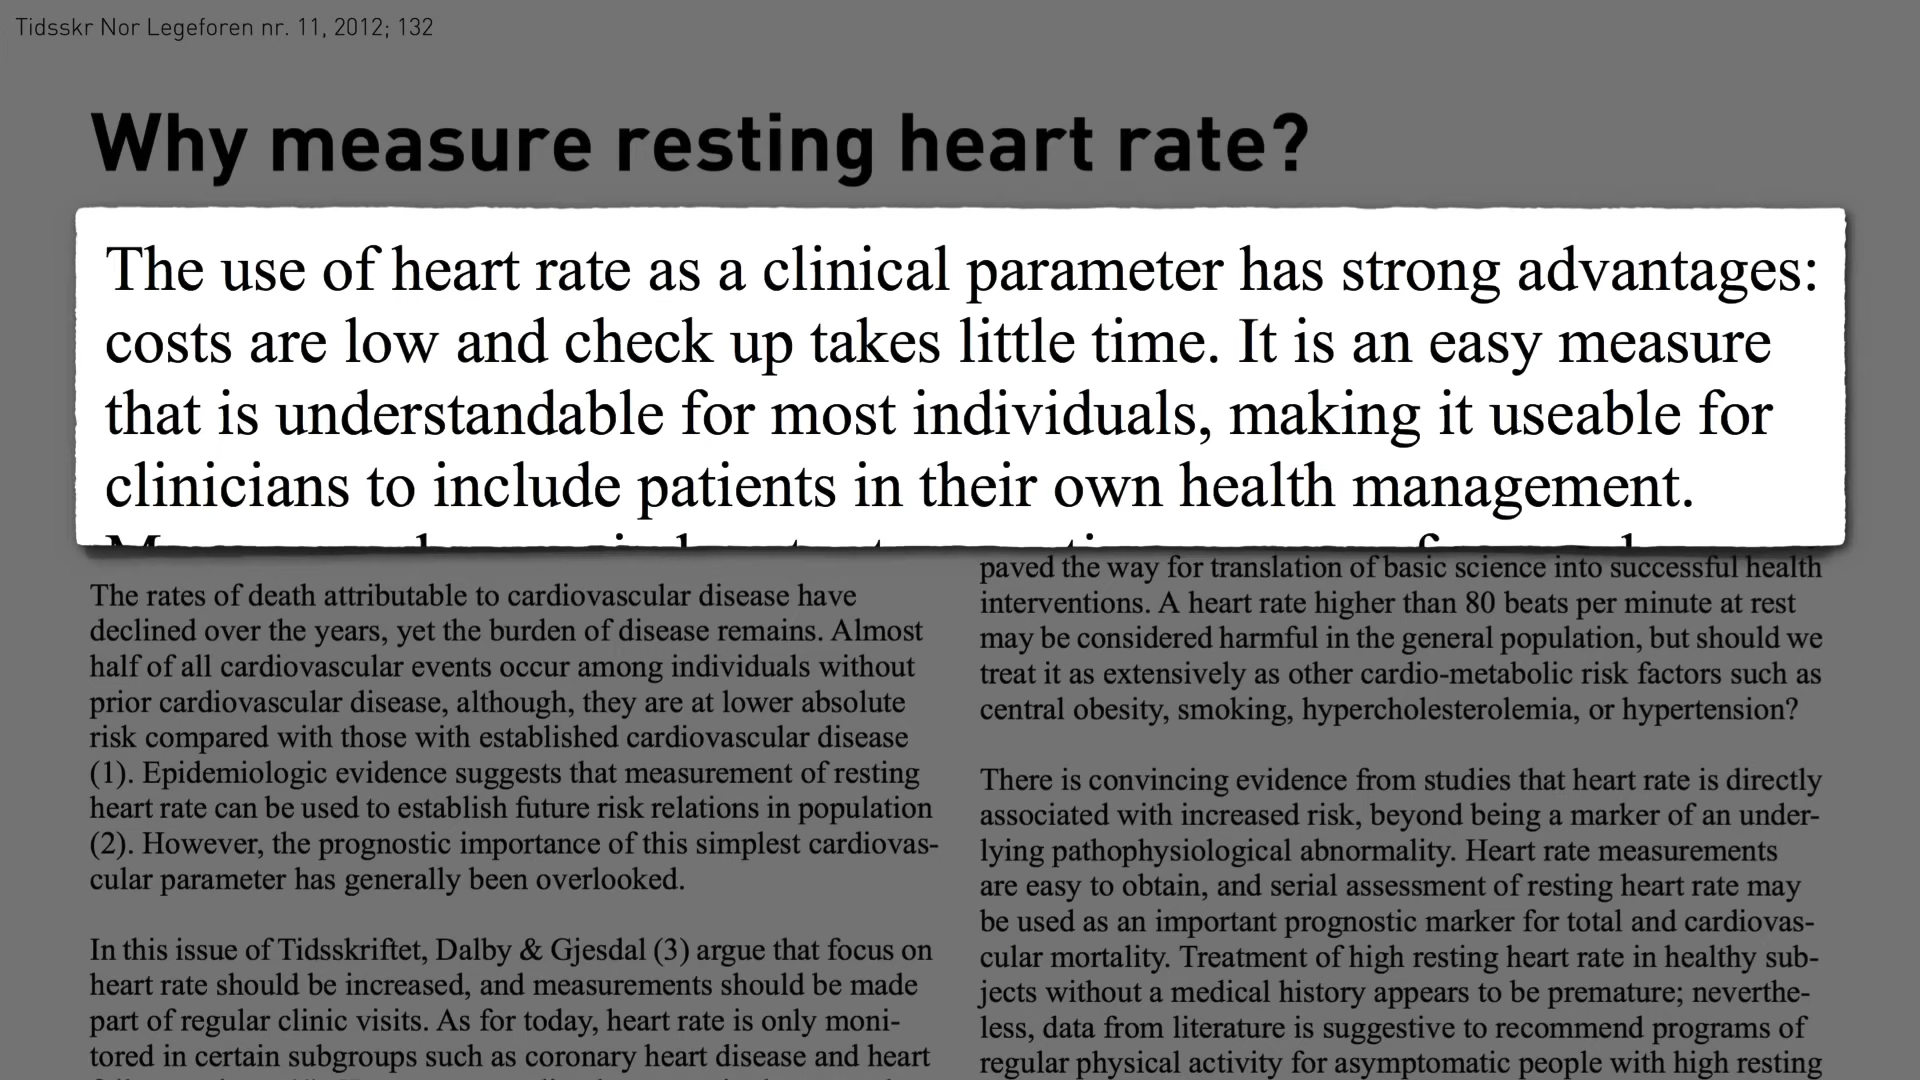 Tidsskr Nor Legeforen nr. 11, 2012; 132
Why measure resting heart rate?
The use of heart rate as a clinical parameter has strong advantages:
costs are low and check up takes little time. It is an easy measure
that is understandable for most individuals, making it useable for
clinicians to include patients in their own health management.
The rates of death attributable to cardiovascular disease have
declined over the years, yet the burden of disease remains. Almost
half of all cardiovascular events occur among individuals without
prior cardiovascular disease, although, they are at lower absolute
risk compared with those with established cardiovascular disease
(1). Epidemiologic evidence suggests that measurement of resting
heart rate can be used to establish future risk relations in population
(2). However, the prognostic importance of this simplest cardiovas-
cular parameter has generally been overlooked.
In this issue of Tidsskriftet, Dalby & Gjesdal (3) argue that focus on
heart rate should be increased, and measurements should be made
part of regular clinic visits. As for today, heart rate is only moni-
tored in certain subgroups such as coronary heart disease and heart
paved the way for translation of basic science into successful health
interventions. A heart rate higher than 80 beats per minute at rest
may be considered harmful in the general population, but should we
treat it as extensively as other cardio-metabolic risk factors such as
central obesity, smoking, hypercholesterolemia, or hypertension?
There is convincing evidence from studies that heart rate is directly
associated with increased risk, beyond being a marker of an under-
lying pathophysiological abnormality. Heart rate measurements
are easy to obtain, and serial assessment of resting heart rate may
be used as an important prognostic marker for total and cardiovas-
cular mortality. Treatment of high resting heart rate in healthy sub-
jects without a medical history appears to be premature; neverthe-
less, data from literature is suggestive to recommend programs of
regular physical activity for asymptomatic people with high resting